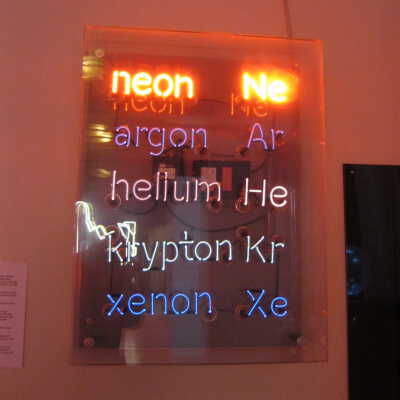 neon Ne
argon Ar
helium He
krypton Kr
xenon Xe